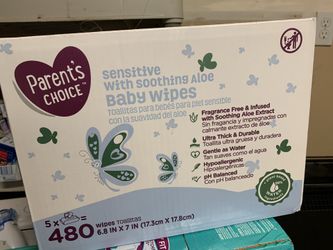 Parent's
CHOICE™
sensitive
with soothing Aloe
Baby Wipes
Toallitas para bebés para piel sensible
con la suavidad del aloe
Fragrance Free & Infused
with Soothing Aloe Extract
Sin fragancia y impregnadas con
calmante extracto de aloe
Ultra Thick & Durable
Toallita ultra gruesa y duradera
Gentle as Water
Tan suaves como el agua
Hypoallergenic
Hipoalergénicas
pH Balanced
Con pH balanceado
5 x
=
480 wipes
toallitas
6.8 IN x 7 IN (17.3cm x 17.8cm)